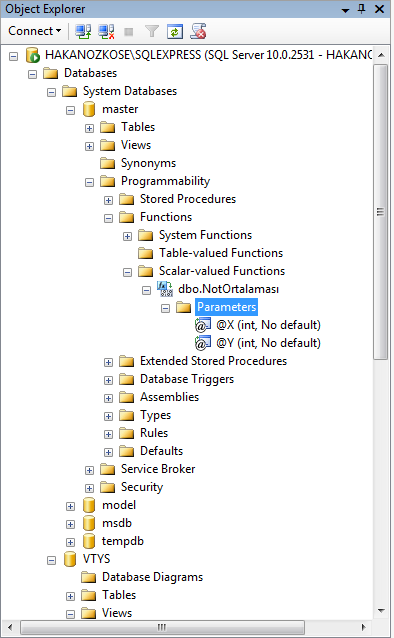 Object Explorer
Connect
HAKANOZKOSE\SQLEXPRESS (SQL Server 10.0.2531 - HAKANO
Databases
System Databases
master
Tables
Views
Synonyms
Programmability
Stored Procedures
Functions
System Functions
Table-valued Functions
Scalar-valued Functions
dbo.NotOrtalaması
Parameters
@X (int, No default)
@Y (int, No default)
Extended Stored Procedures
Database Triggers
Assemblies
Types
Rules
Defaults
Service Broker
Security
model
msdb
tempdb
VTYS
Database Diagrams
Tables
Views